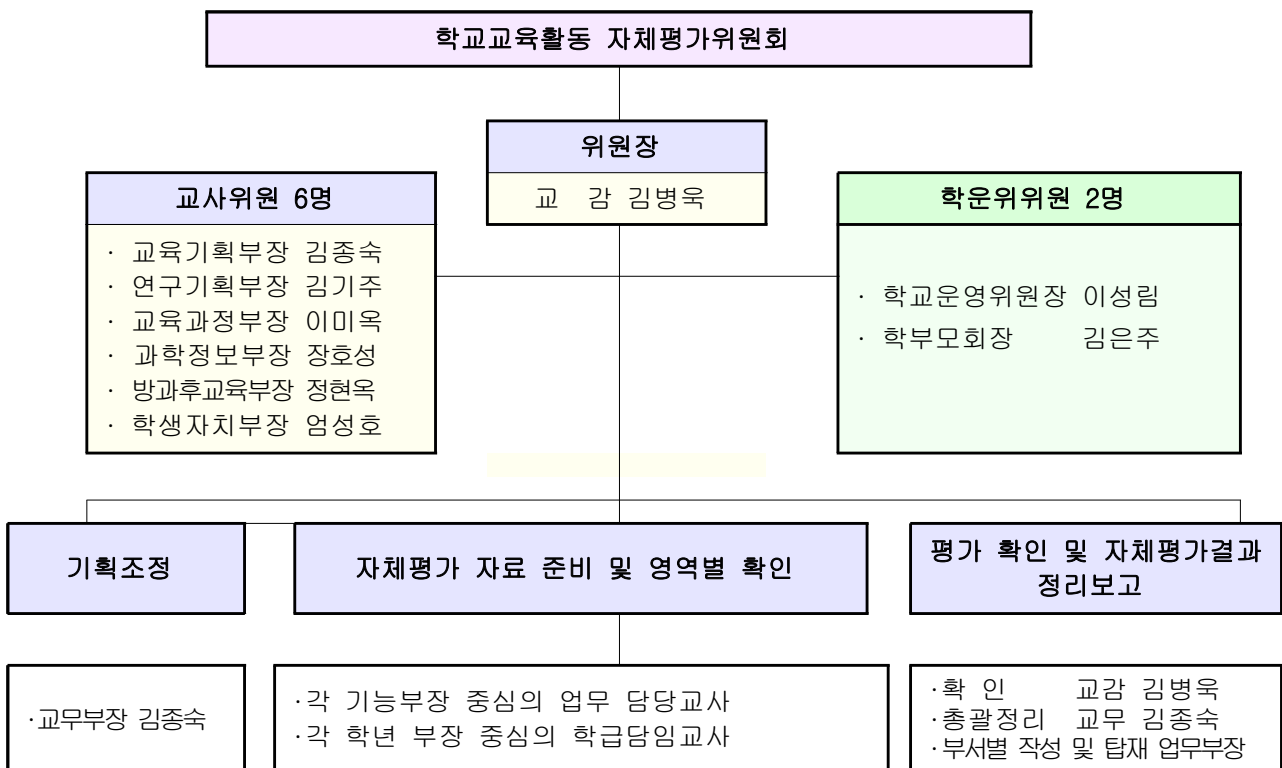 학교교육활동 자체평가위원회
위원장
교 감 김병욱
교사위원 6명
· 교육기획부장 김종숙
· 연구기획부장 김기주
· 교육과정부장 이미옥
· 과학정보부장 장호성
· 방과후교육부장 정현옥
· 학생자치부장 엄성호
학운위위원 2명
· 학교운영위원장 이성림
· 학부모회장 김은주
기획조정
자체평가 자료 준비 및 영역별 확인
평가 확인 및 자체평가결과
정리보고
·교무부장 김종숙
·각 기능부장 중심의 업무 담당교사
·각 학년 부장 중심의 학급담임교사
·확 인 교감 김병욱
·총괄정리 교무 김종숙
·부서별 작성 및 탑재 업무부장